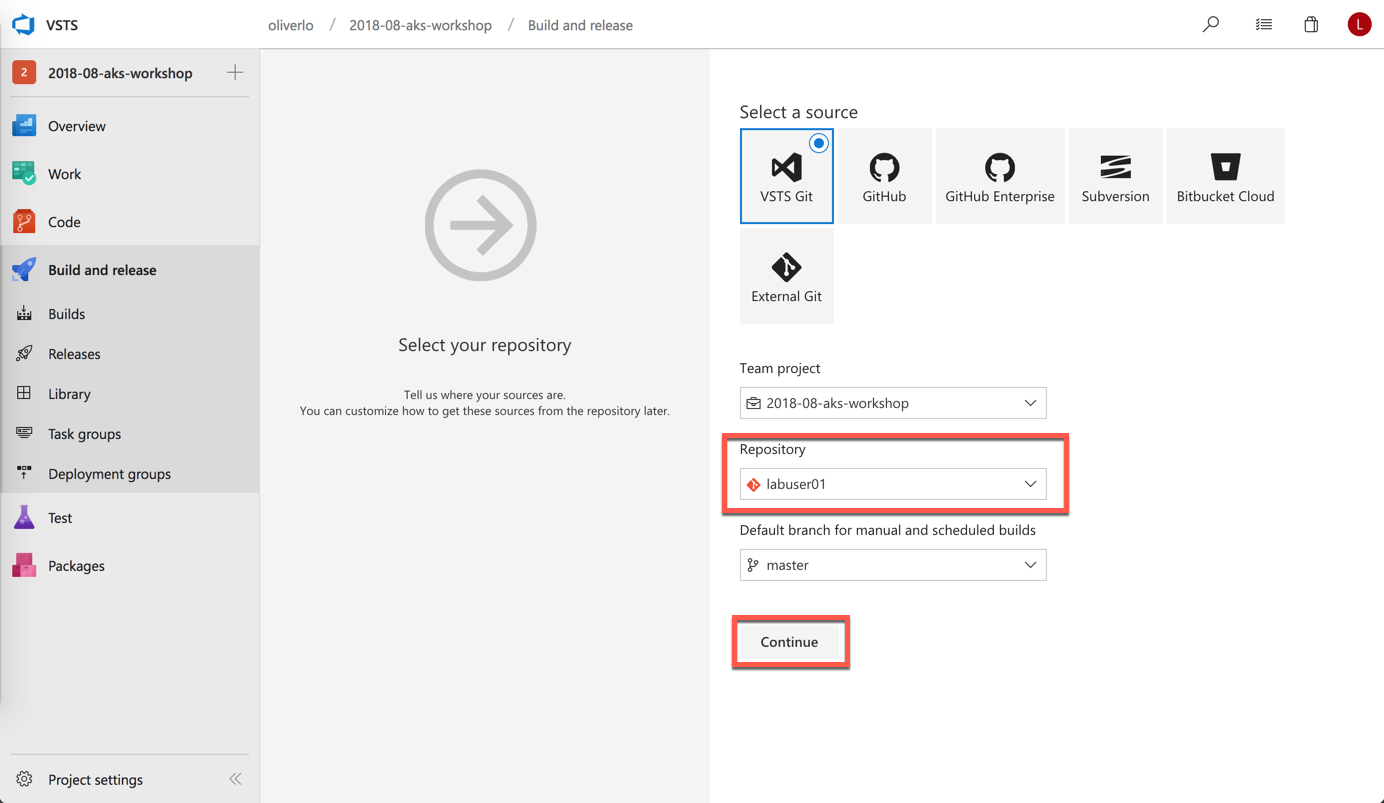 VSTS
oliverlo / 2018-08-aks-workshop / Build and release
L
2 2018-08-aks-workshop
Overview
Work
Code
Build and release
Builds
Releases
Library
Task groups
Deployment groups
Test
Packages
Project settings
Select your repository
Tell us where your sources are.
You can customize how to get these sources from the repository later.
Select a source
VSTS Git
GitHub
GitHub Enterprise
Subversion
Bitbucket Cloud
External Git
Team project
2018-08-aks-workshop
Repository
labuser01
Default branch for manual and scheduled builds
master
Continue